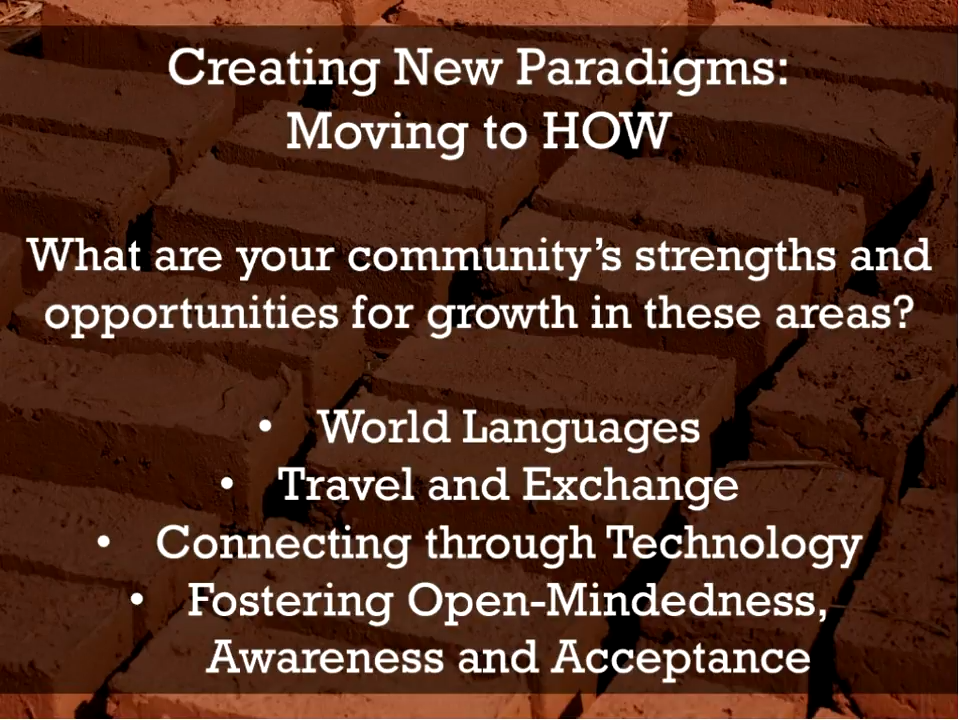 Creating New Paradigms:
Moving to HOW
What are your community’s strengths and
opportunities for growth in these areas?
• World Languages
• Travel and Exchange
• Connecting through Technology
• Fostering Open-Mindedness,
Awareness and Acceptance